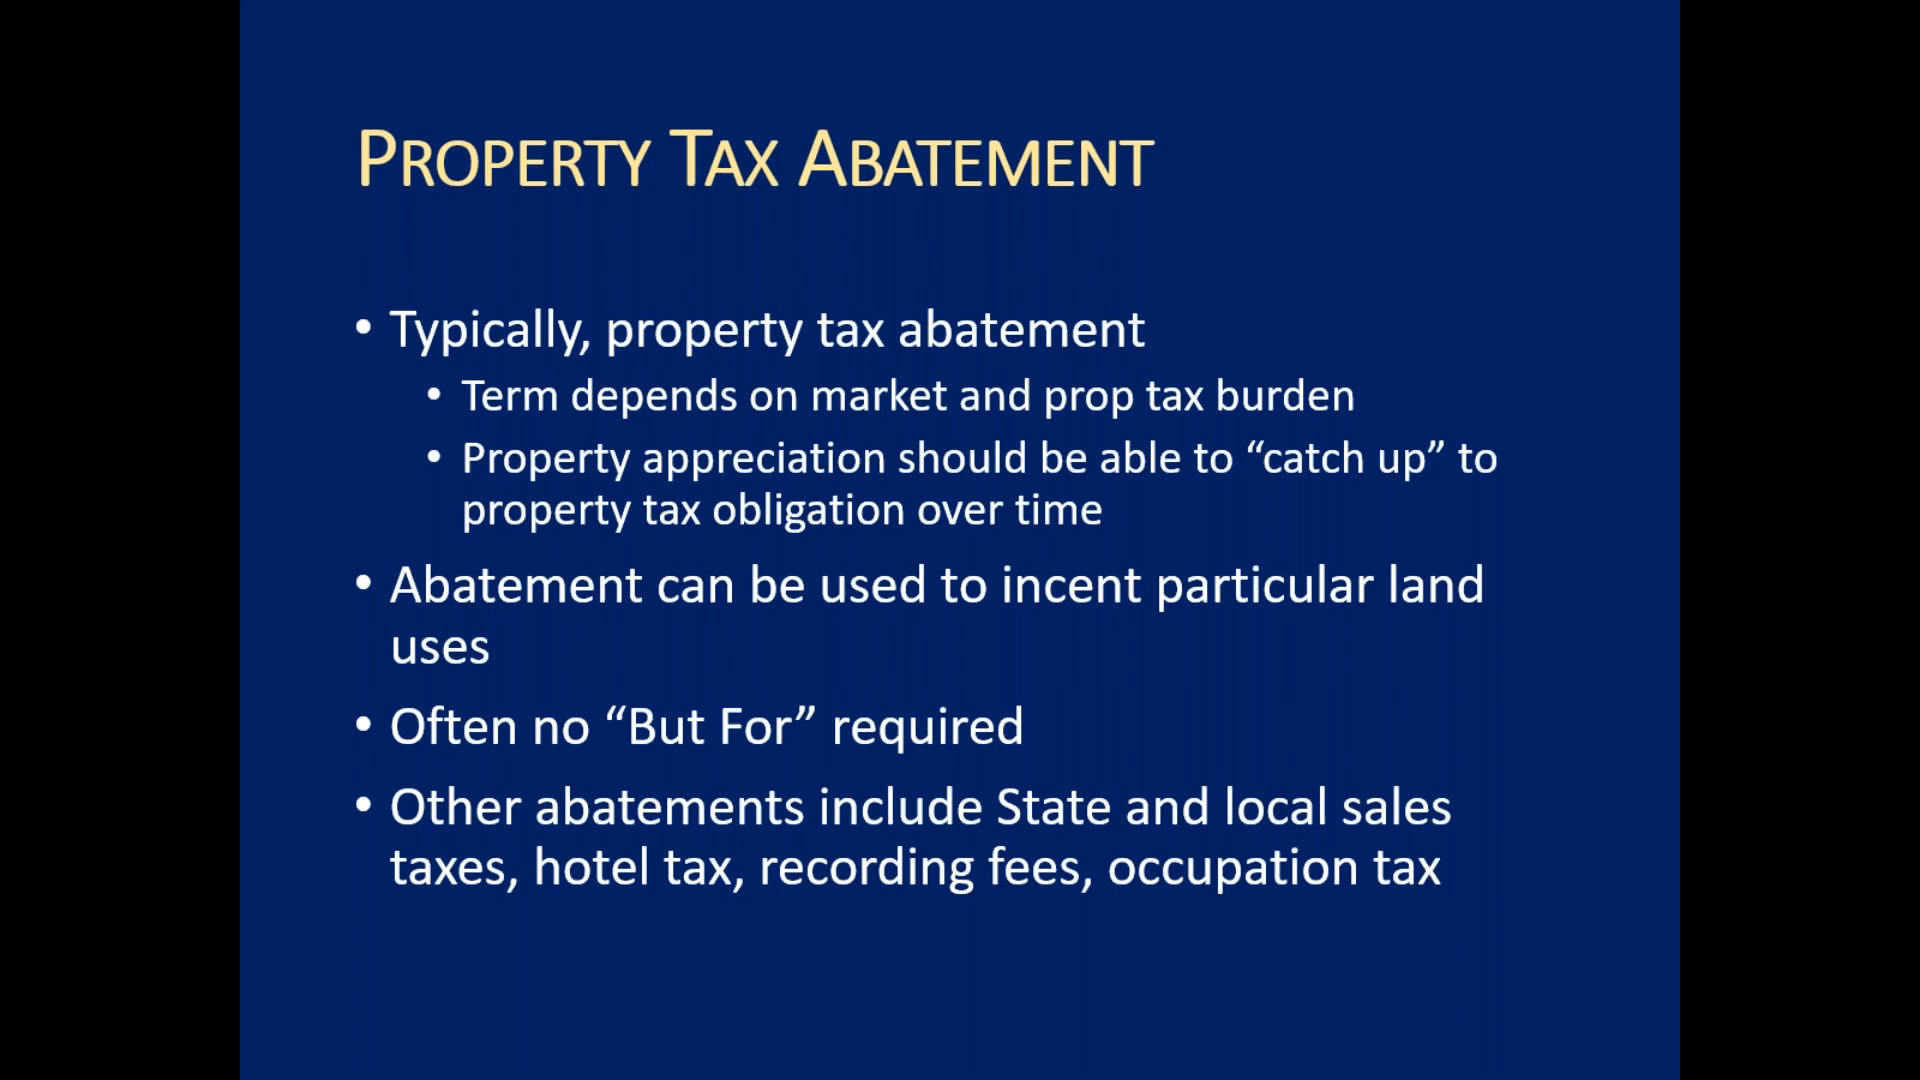 PROPERTY TAX ABATEMENT
• Typically, property tax abatement
• Term depends on market and prop tax burden
• Property appreciation should be able to “catch up” to
property tax obligation over time
• Abatement can be used to incent particular land
uses
• Often no “But For” required
• Other abatements include State and local sales
taxes, hotel tax, recording fees, occupation tax